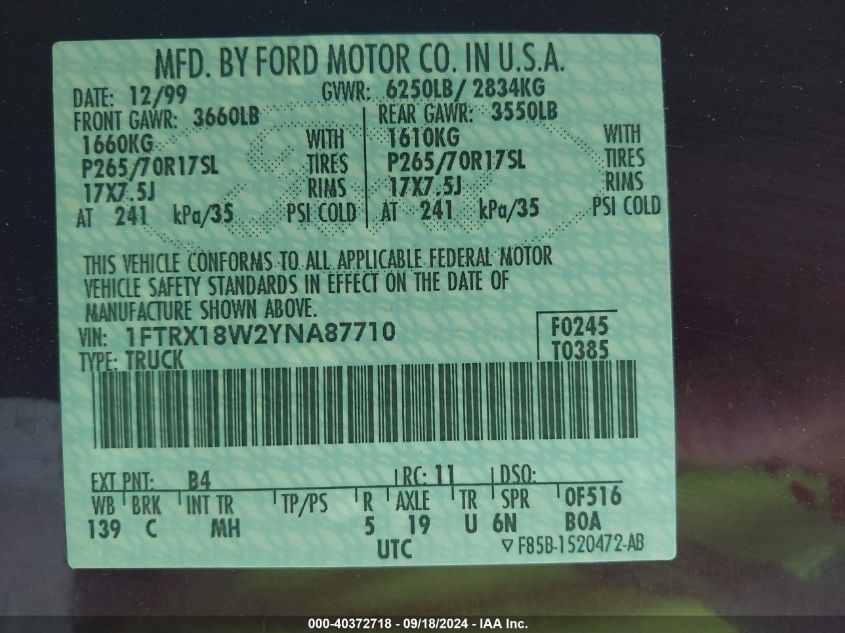 MFD. BY FORD MOTOR CO. IN U.S.A.
DATE: 12/99 GVWR: 6250LB/ 2834KG
FRONT GAWR: 3660LB REAR GAWR: 3550LB
1660KG WITH 1610KG WITH
P265/70R17SL TIRES P265/70R17SL TIRES
17X7.5J RIMS 17X7.5J RIMS
AT 241 kPa/35 PSI COLD AT 241 kPa/35 PSI COLD
THIS VEHICLE CONFORMS TO ALL APPLICABLE FEDERAL MOTOR
VEHICLE SAFETY STANDARDS IN EFFECT ON THE DATE OF
MANUFACTURE SHOWN ABOVE.
VIN: 1FTRX18W2YNA87710 F0245
TYPE: TRUCK T0385
EXT PNT: B4 RC: 11 DSO:
WB BRK INT TR TP/PS R AXLE TR SPR 0F516
139 C MH 5 19 U 6N B0A
UTC ▽ F85B-1520472-AB
000-40372718 - 09/18/2024 - IAA Inc.